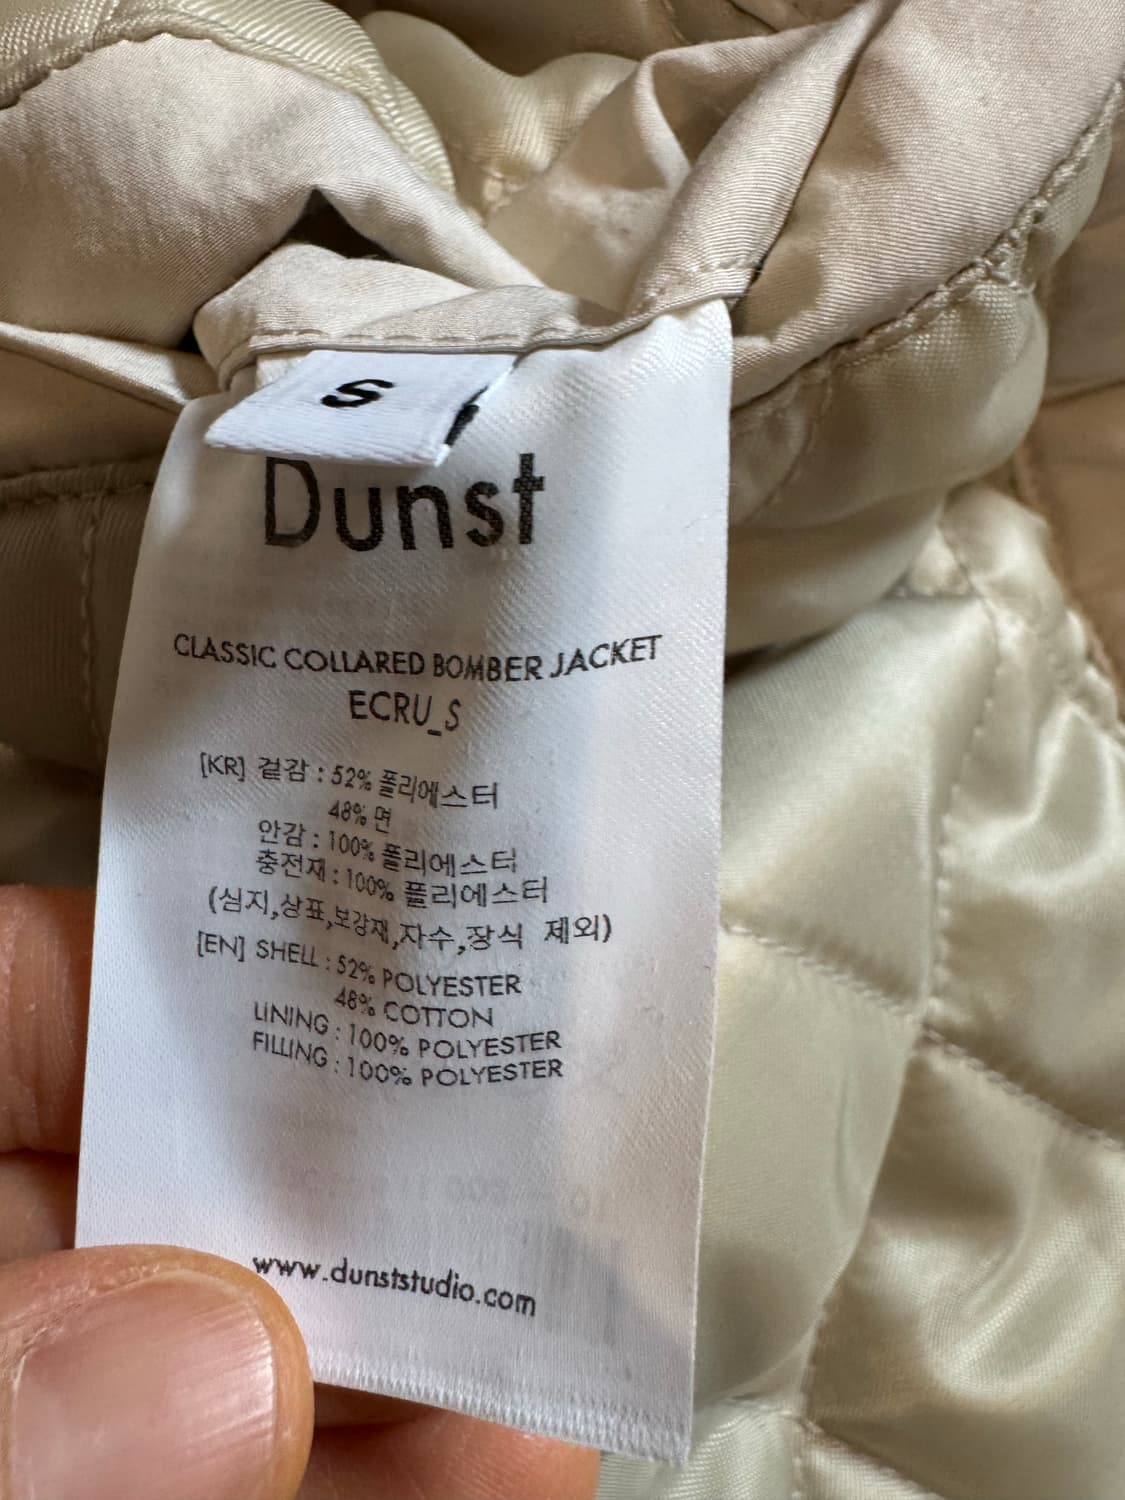 S
Dunst
CLASSIC COLLARED BOMBER JACKET
ECRU_S
[KR] 겉감 : 52% 폴리에스터
48% 면
안감 : 100% 폴리에스터
충전재 : 100% 폴리에스터
(심지,상표,보강재,자수,장식 제외)
[EN] SHELL : 52% POLYESTER
48% COTTON
LINING : 100% POLYESTER
FILLING : 100% POLYESTER
www.dunststudio.com